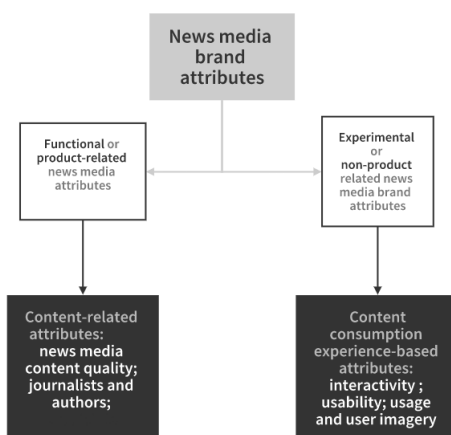 News media
brand
attributes
Functional or
product-related
news media
attributes
Experimental
or
non-product
related news
media brand
attributes
Content-related
attributes:
news media
content quality;
journalists and
authors;
Content
consumption
experience-based
attributes:
interactivity ;
usability; usage
and user imagery